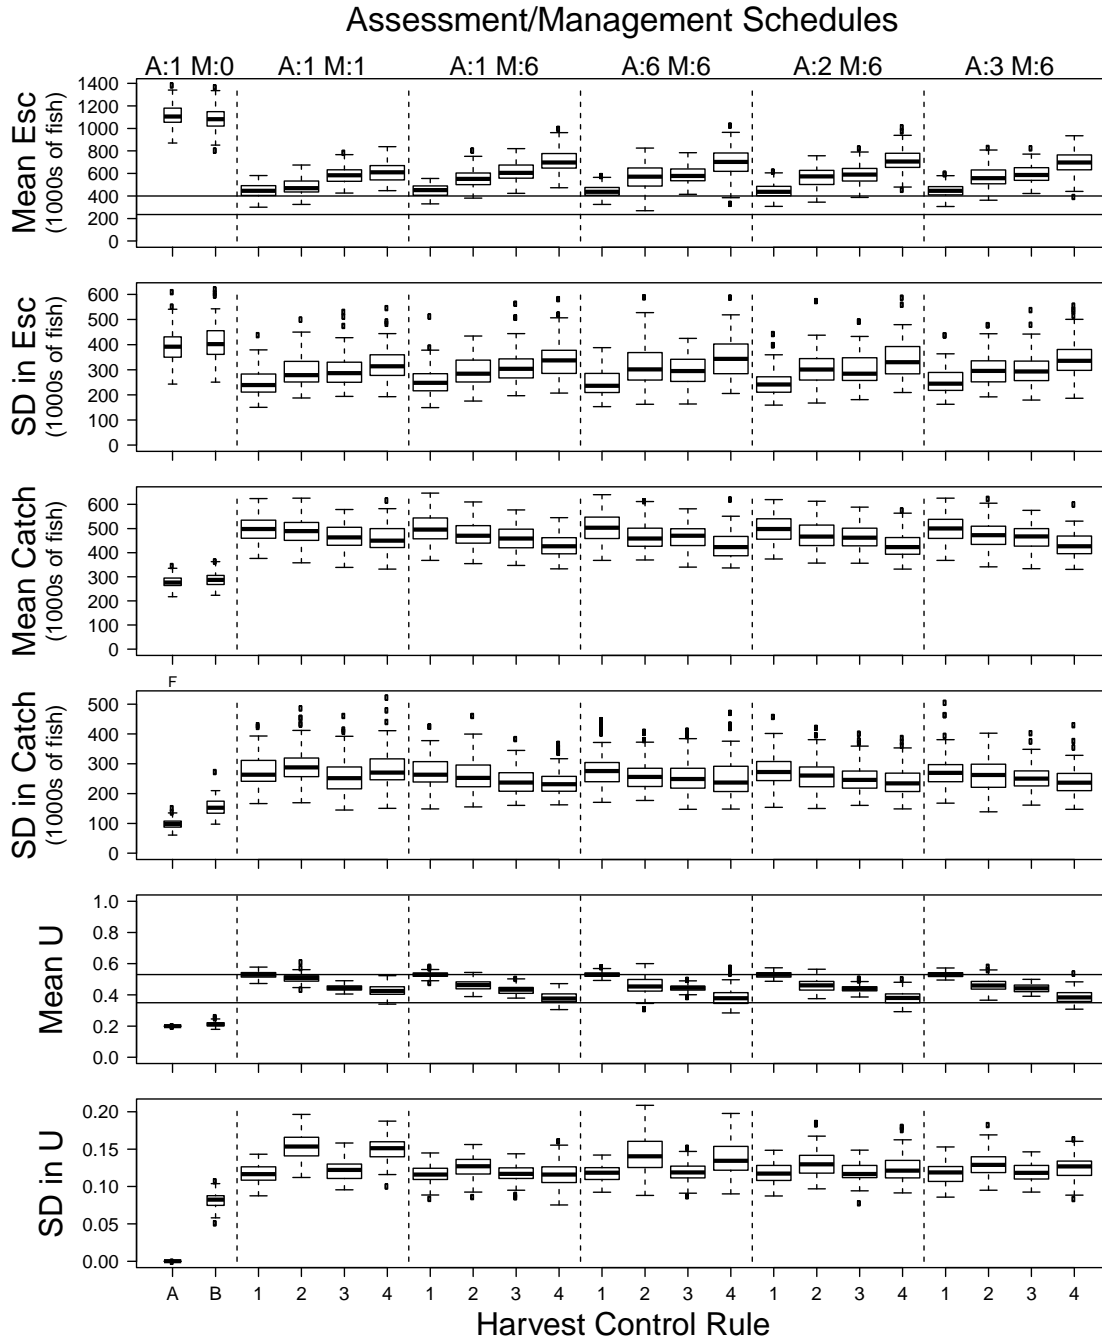 Assessment/Management Schedules
A:1 M:0 A:1 M:1 A:1 M:6 A:6 M:6 A:2 M:6 A:3 M:6
Mean Esc
(1000s of fish)
1400
1200
1000
800
600
400
200
0
SD in Esc
(1000s of fish)
600
500
400
300
200
100
0
Mean Catch
(1000s of fish)
600
500
400
300
200
100
0
F
SD in Catch
(1000s of fish)
500
400
300
200
100
0
Mean U
1.0
0.8
0.6
0.4
0.2
0.0
SD in U
0.20
0.15
0.10
0.05
0.00
A B 1 2 3 4 1 2 3 4 1 2 3 4 1 2 3 4 1 2 3 4
Harvest Control Rule